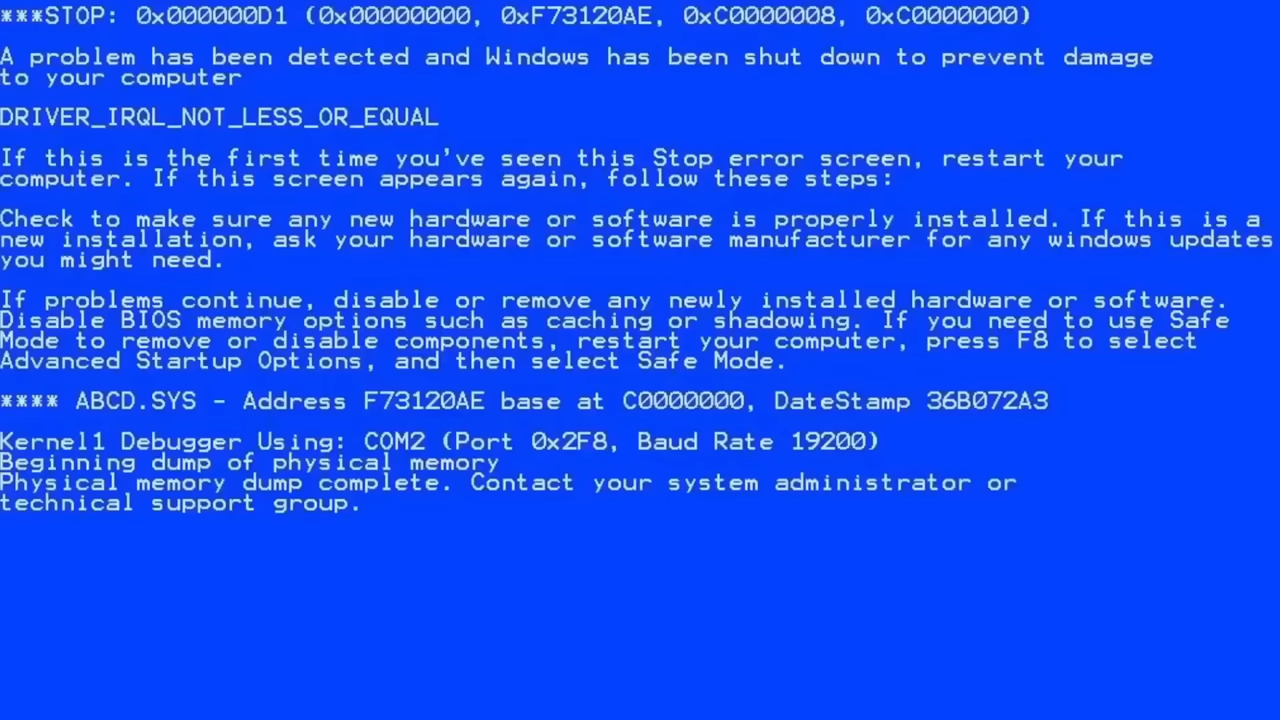 ***STOP: 0x000000D1 (0x00000000, 0xF73120AE, 0xC0000008, 0xC0000000)
A problem has been detected and Windows has been shut down to prevent damage
to your computer
DRIVER_IRQL_NOT_LESS_OR_EQUAL
If this is the first time you've seen this Stop error screen, restart your
computer. If this screen appears again, follow these steps:
Check to make sure any new hardware or software is properly installed. If this is a
new installation, ask your hardware or software manufacturer for any windows updates
you might need.
If problems continue, disable or remove any newly installed hardware or software.
Disable BIOS memory options such as caching or shadowing. If you need to use Safe
Mode to remove or disable components, restart your computer, press F8 to select
Advanced Startup Options, and then select Safe Mode.
**** ABCD.SYS - Address F73120AE base at C0000000, DateStamp 36B072A3
Kernel1 Debugger Using: COM2 (Port 0x2F8, Baud Rate 19200)
Beginning dump of physical memory
Physical memory dump complete. Contact your system administrator or
technical support group.